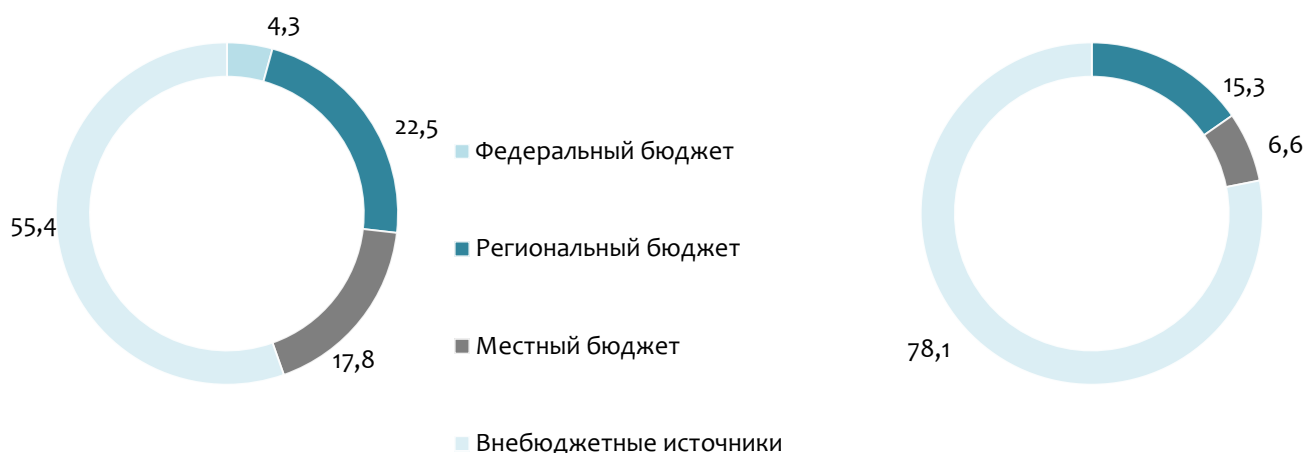 4,3
22,5
17,8
55,4
Федеральный бюджет
Региональный бюджет
Местный бюджет
Внебюджетные источники
15,3
6,6
78,1